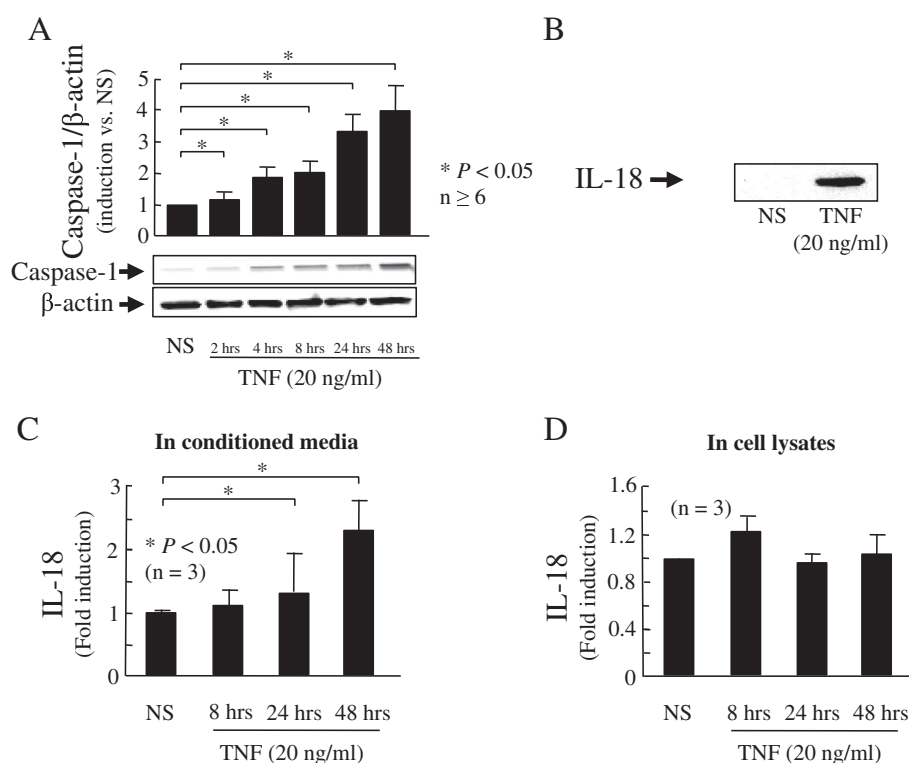 A
Caspase-1/β-actin
(induction vs. NS)
5
4
3
2
1
0
*
*
*
*
*
* P < 0.05
n ≥ 6
Caspase-1
β-actin
NS 2 hrs 4 hrs 8 hrs 24 hrs 48 hrs
TNF (20 ng/ml)
B
IL-18
NS TNF
(20 ng/ml)
C
In conditioned media
IL-18
(Fold induction)
3
2
1
0
*
*
* P < 0.05
(n = 3)
NS 8 hrs 24 hrs 48 hrs
TNF (20 ng/ml)
D
In cell lysates
IL-18
(Fold induction)
1.6
1.2
0.8
0.4
0
(n = 3)
NS 8 hrs 24 hrs 48 hrs
TNF (20 ng/ml)